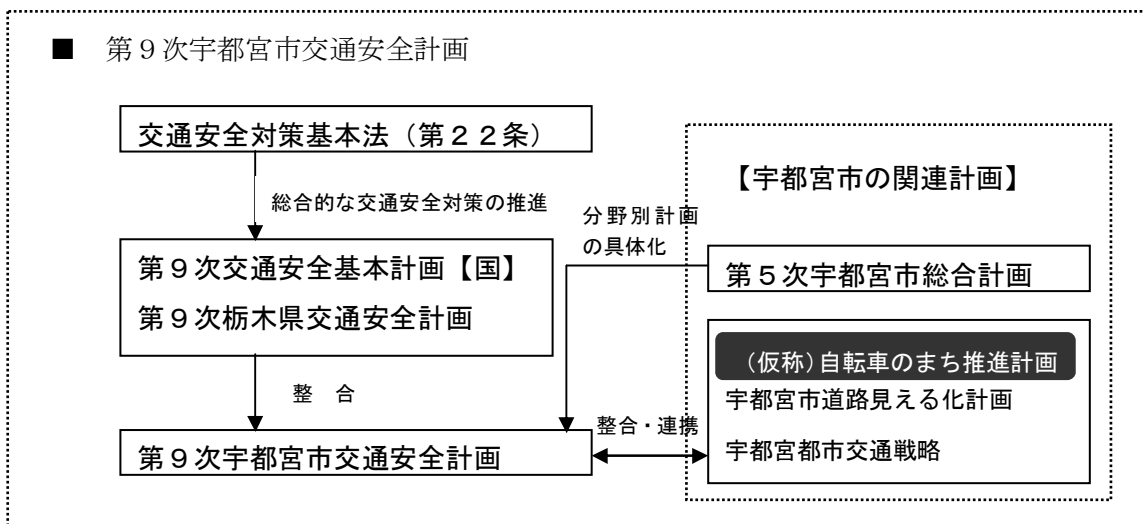 ■ 第９次宇都宮市交通安全計画
交通安全対策基本法（第２２条）
総合的な交通安全対策の推進
第９次交通安全基本計画【国】
第９次栃木県交通安全計画
整 合
第９次宇都宮市交通安全計画
分野別計画
の具体化
整合・連携
【宇都宮市の関連計画】
第５次宇都宮市総合計画
（仮称）自転車のまち推進計画
宇都宮市道路見える化計画
宇都宮都市交通戦略